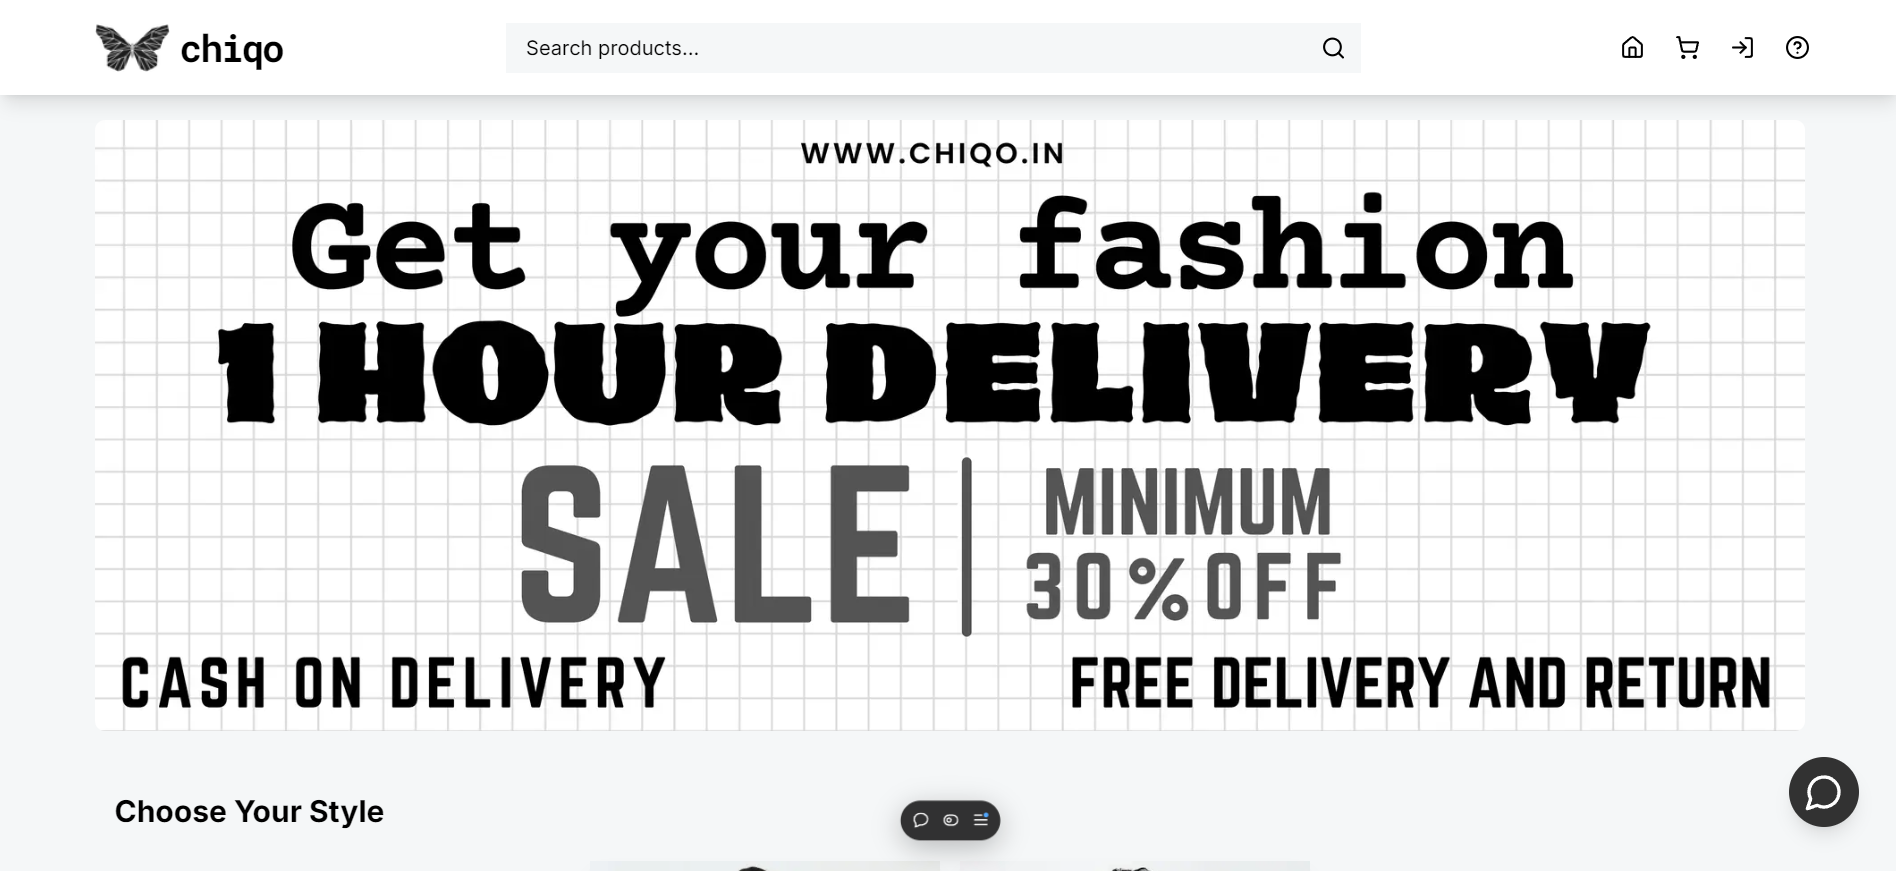 chiqo
Search products...
WWW.CHIQO.IN
Get your fashion
1 HOUR DELIVERY
SALE
MINIMUM
30%OFF
CASH ON DELIVERY
FREE DELIVERY AND RETURN
Choose Your Style